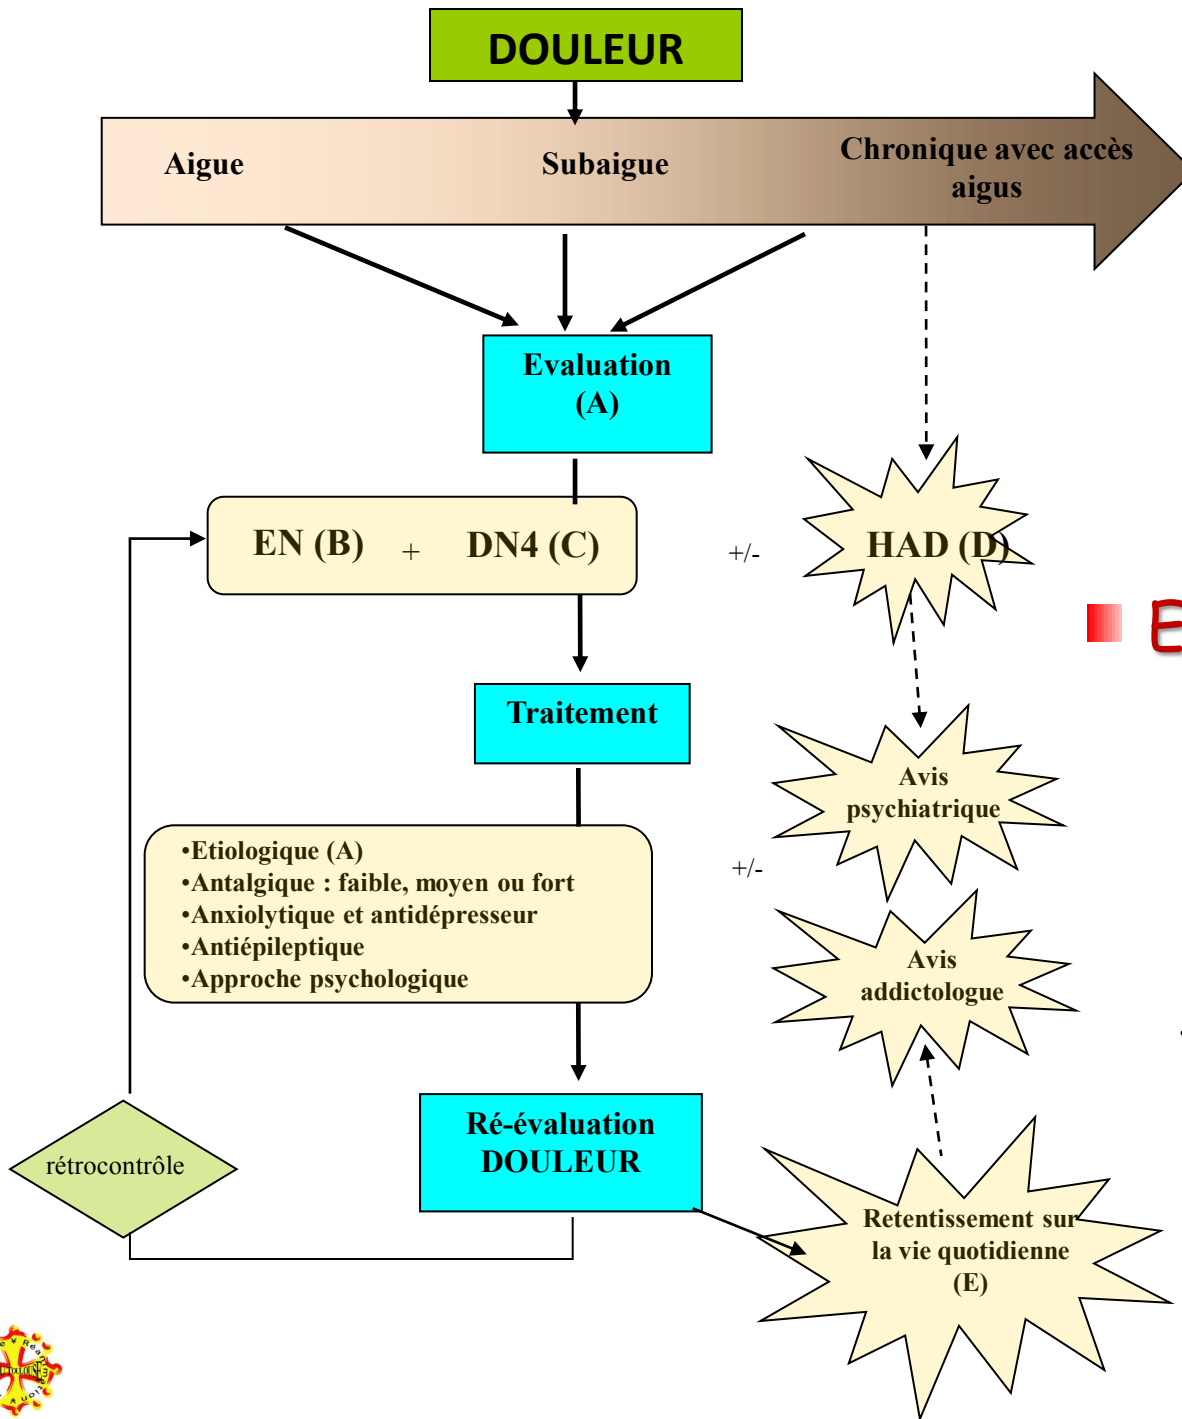 DOULEUR
Aigue
Subaigue
Chronique avec accès
aigus
Evaluation
(A)
EN (B) + DN4 (C)
+/-
HAD (D)
E
Traitement
Avis
psychiatrique
•Etiologique (A)
•Antalgique : faible, moyen ou fort
•Anxiolytique et antidépresseur
•Antiépileptique
•Approche psychologique
+/-
Avis
addictologue
Ré-évaluation
DOULEUR
rétrocontrôle
Retentissement sur
la vie quotidienne
(E)